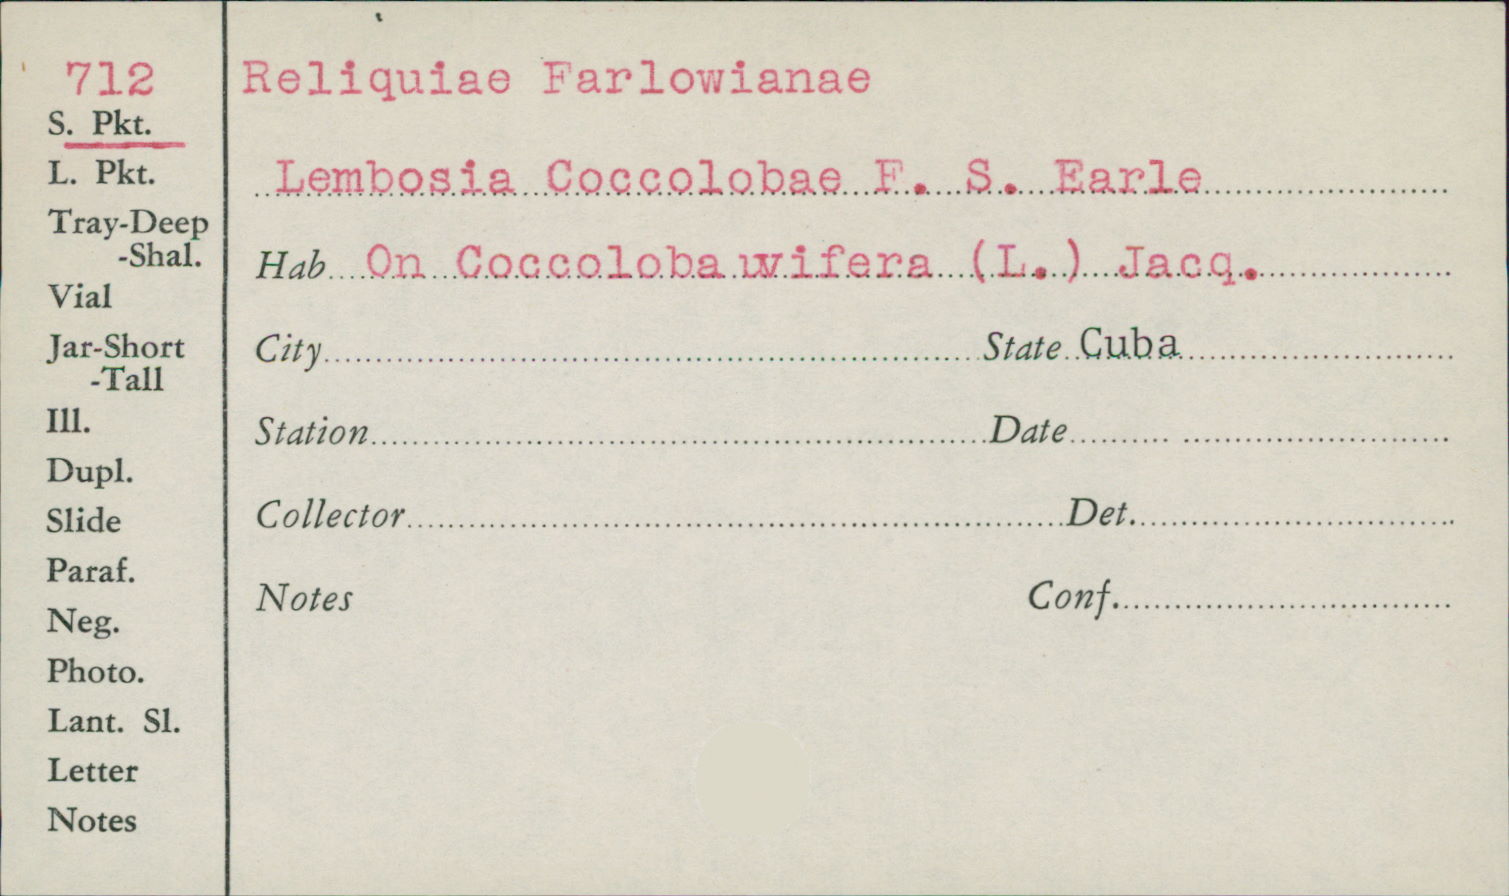 712
S. Pkt.
L. Pkt.
Tray-Deep
-Shal.
Vial
Jar-Short
-Tall
Ill.
Dupl.
Slide
Paraf.
Neg.
Photo.
Lant. Sl.
Letter
Notes
Reliquiae Farlowianae
Lembosia Coccolobae F. S. Earle
Hab On Coccoloba uvifera (L.) Jacq.
City State Cuba
Station Date
Collector Det.
Notes Conf.